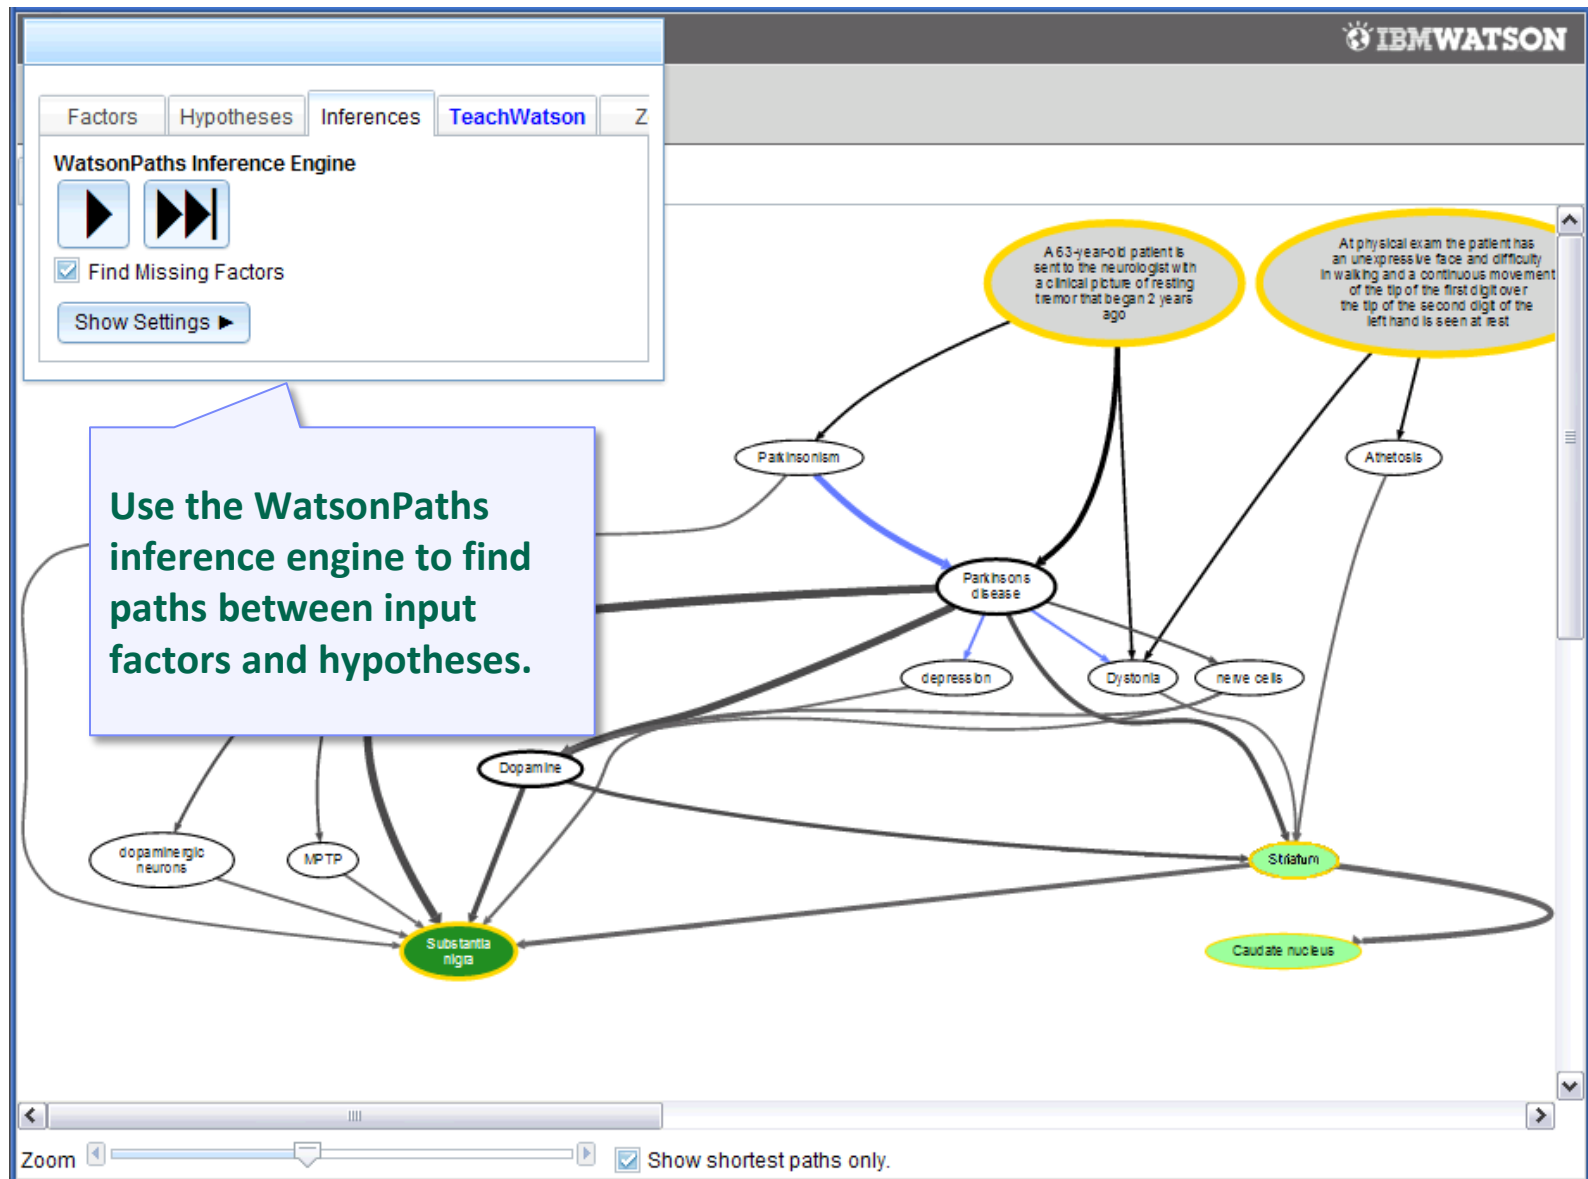 IBMWATSON
Factors
Hypotheses
Inferences
TeachWatson
Z
WatsonPaths Inference Engine
Find Missing Factors
Show Settings ▶
Use the WatsonPaths
inference engine to find
paths between input
factors and hypotheses.
A 63-year-old patient is
sent to the neurologist with
a clinical picture of resting
tremor that began 2 years
ago
At physical exam the patient has
an unexpressive face and difficulty
in walking and a continuous movement
of the tip of the first digit over
the tip of the second digit of the
left hand is seen at rest
Parkinsonism
Athetosis
Parkinsons
disease
depression
Dystonia
nerve cells
Dopamine
dopaminergic
neurons
MPTP
Striatum
Substantia
nigra
Caudate nucleus
Zoom
Show shortest paths only.